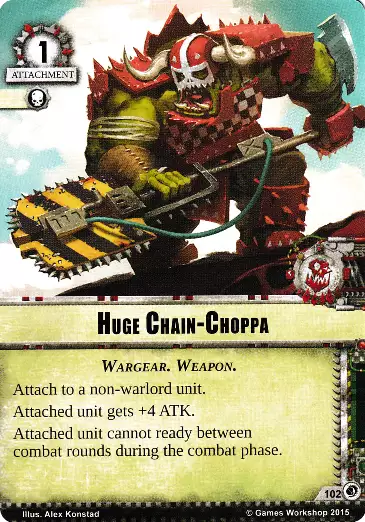 1
ATTACHMENT
HUGE CHAIN-CHOPPA
WARGEAR. WEAPON.
Attach to a non-warlord unit.
Attached unit gets +4 ATK.
Attached unit cannot ready between
combat rounds during the combat phase.
102
Illus. Alex Konstad
© Games Workshop 2015